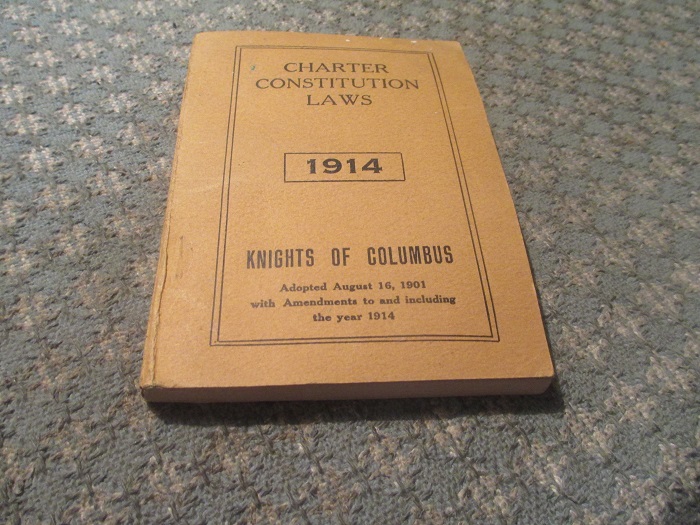 CHARTER
CONSTITUTION
LAWS
1914
KNIGHTS OF COLUMBUS
Adopted August 16, 1901
with Amendments to and including
the year 1914